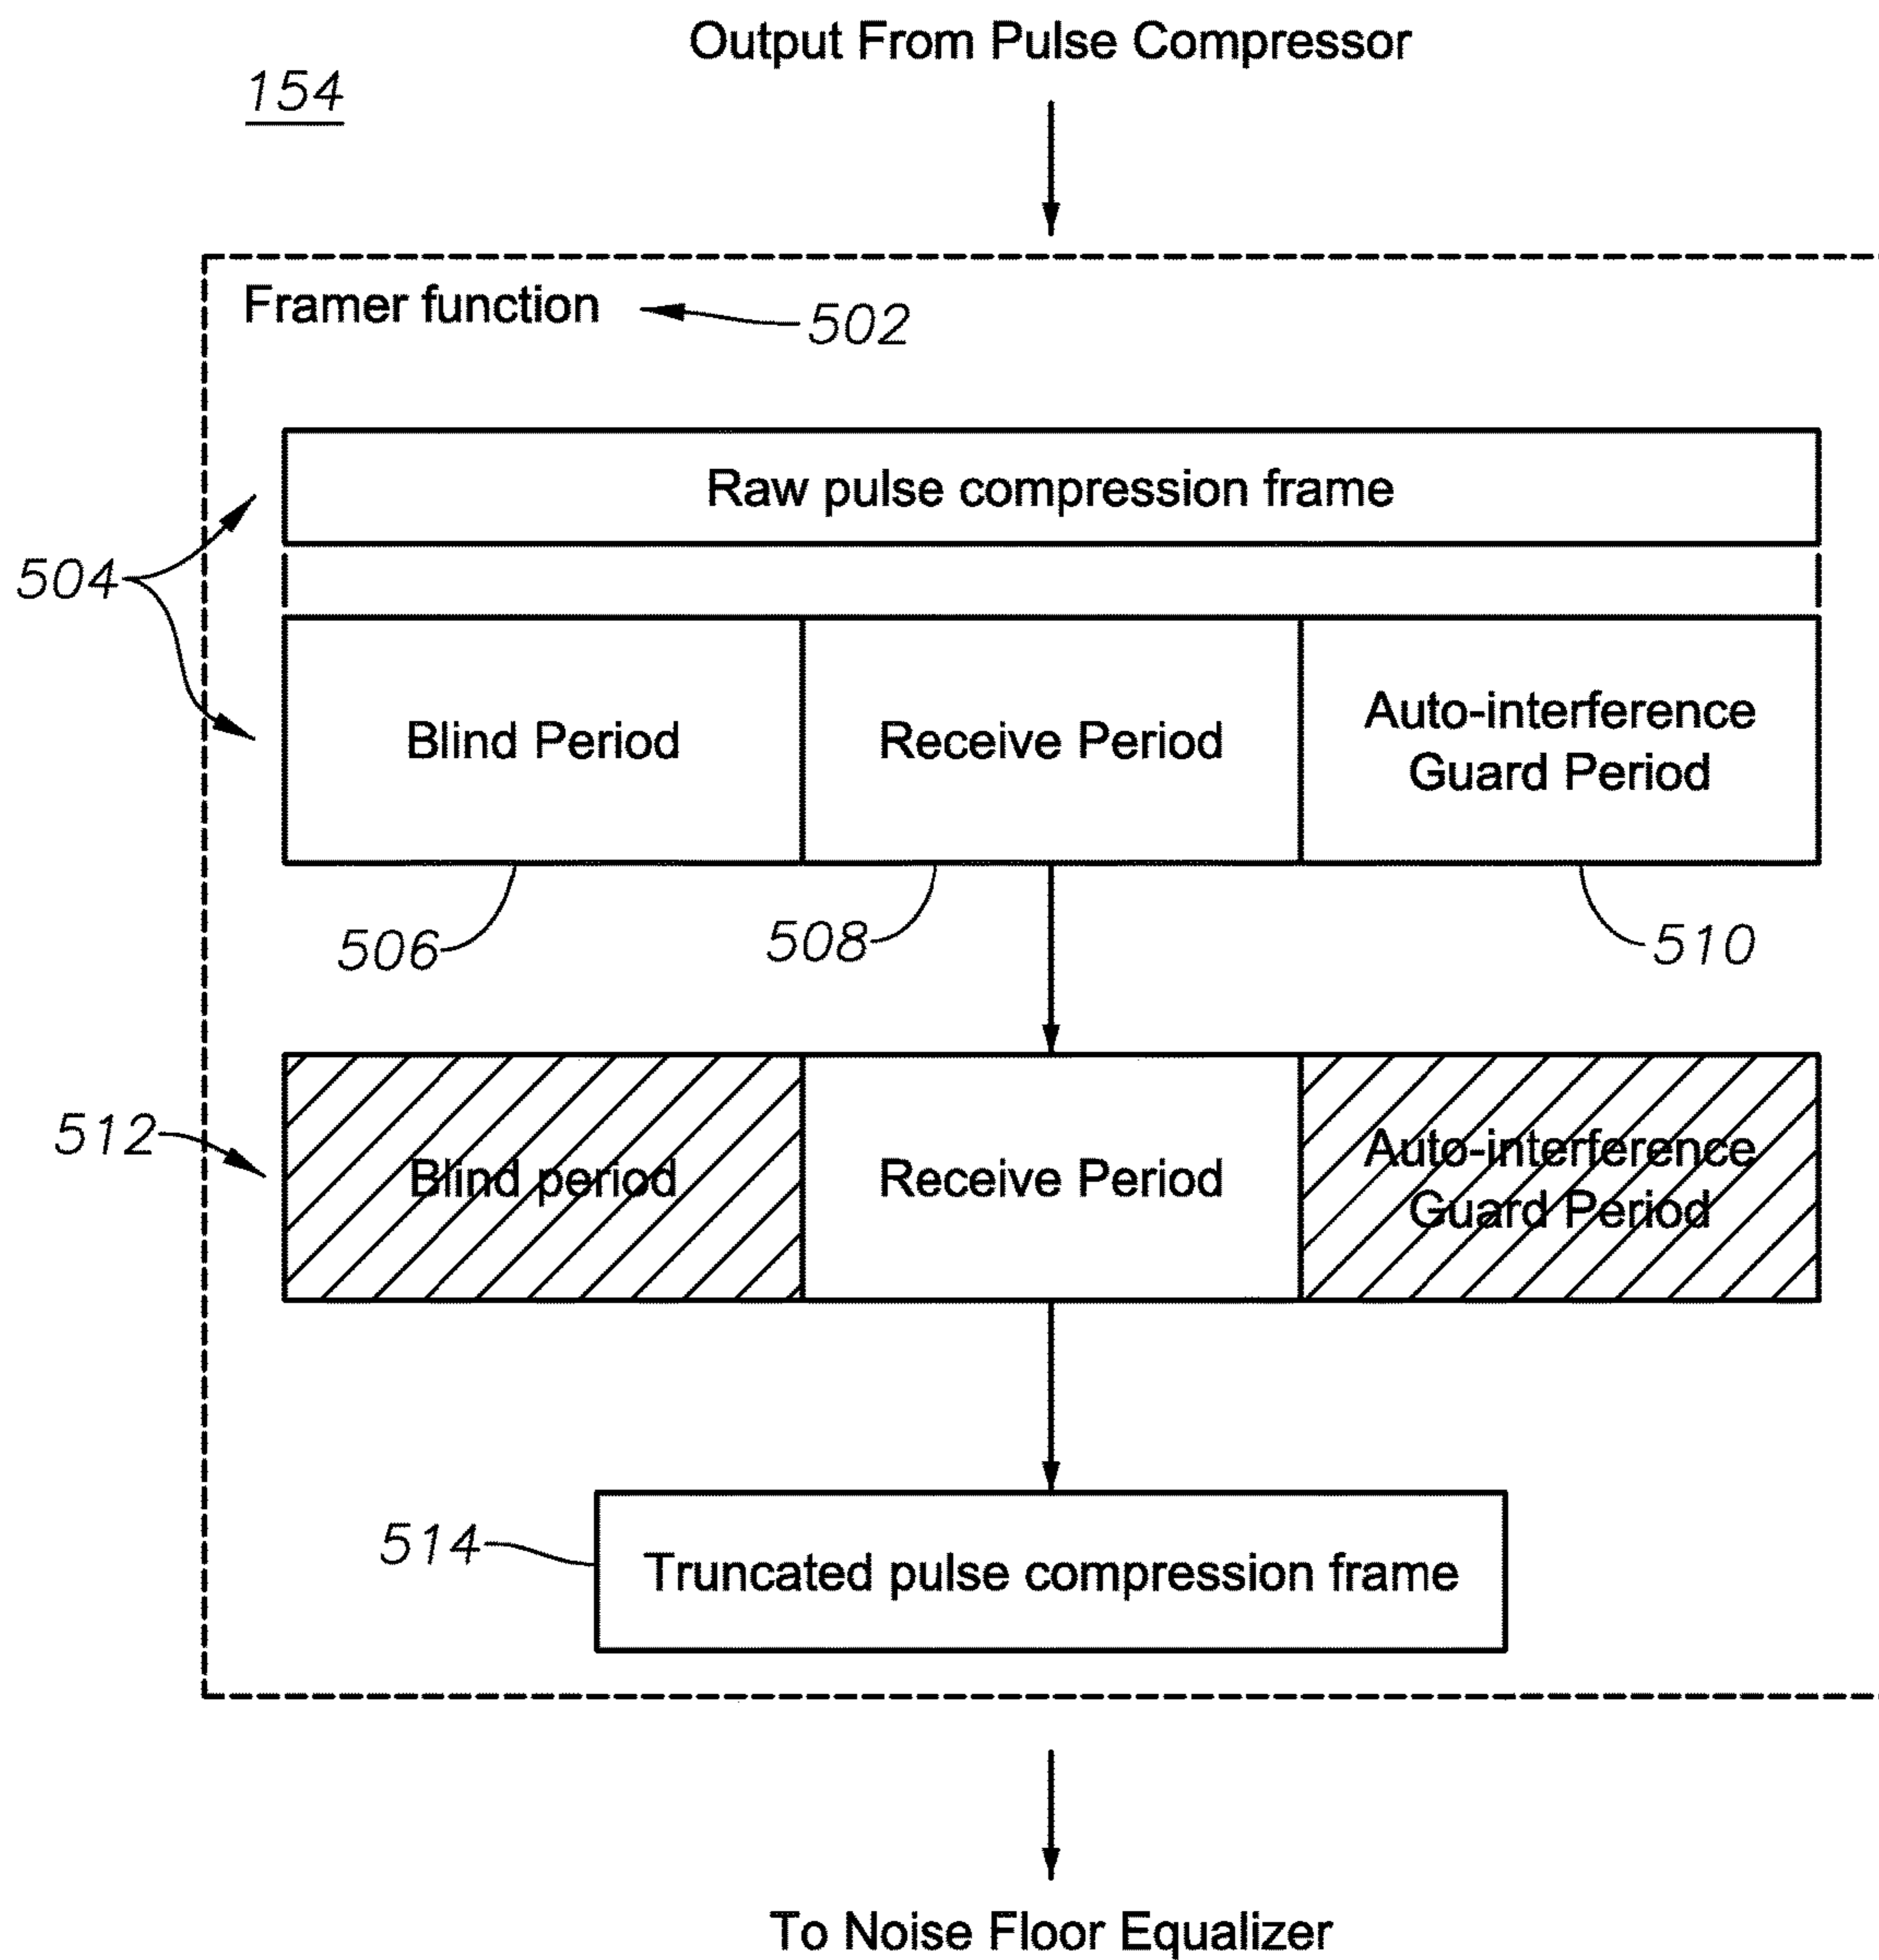 Output From Pulse Compressor
154
Framer function
502
Raw pulse compression frame
504
Blind Period
Receive Period
Auto-interference
Guard Period
506
508
510
512
Blind period
Receive Period
Auto-interference
Guard Period
514
Truncated pulse compression frame
To Noise Floor Equalizer